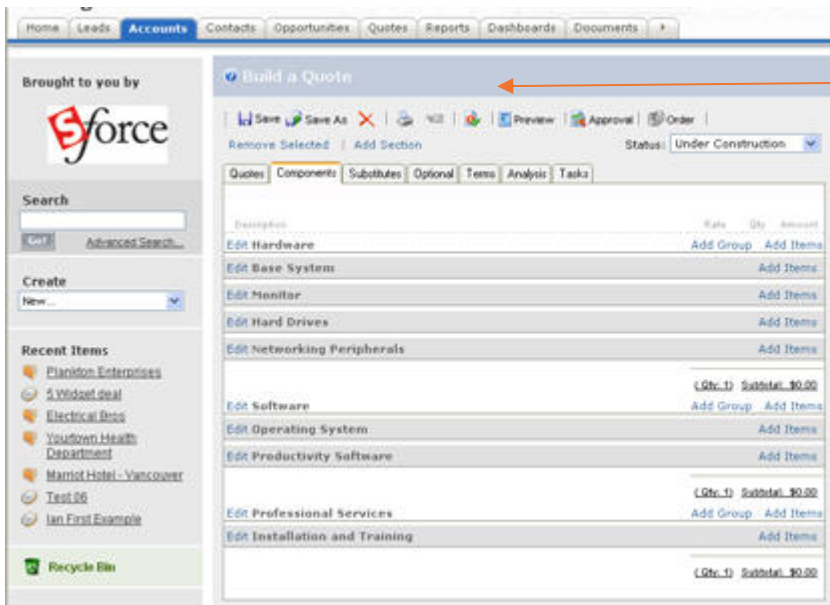 Home Leads Accounts Contacts Opportunities Quotes Reports Dashboards Documents
Brought to you by
Sforce
Search
Go!
Advanced Search...
Create
New...
Recent Items
Plankton Enterprises
5 Widget deal
Electrical Bros
Yourtown Health
Department
Marriot Hotel - Vancouver
Test 06
Ian First Example
Recycle Bin
Build a Quote
Save Save As Preview Approval Order
Remove Selected | Add Section Status: Under Construction
Quotes Components Substitutes Optional Terms Analysis Tasks
Description Rate Qty Amount
Edit Hardware Add Group Add Items
Edit Base System Add Items
Edit Monitor Add Items
Edit Hard Drives Add Items
Edit Networking Peripherals Add Items
( Qty. 1) Subtotal. $0.00
Edit Software Add Group Add Items
Edit Operating System Add Items
Edit Productivity Software Add Items
( Qty. 1) Subtotal. $0.00
Edit Professional Services Add Group Add Items
Edit Installation and Training Add Items
( Qty. 1) Subtotal. $0.00